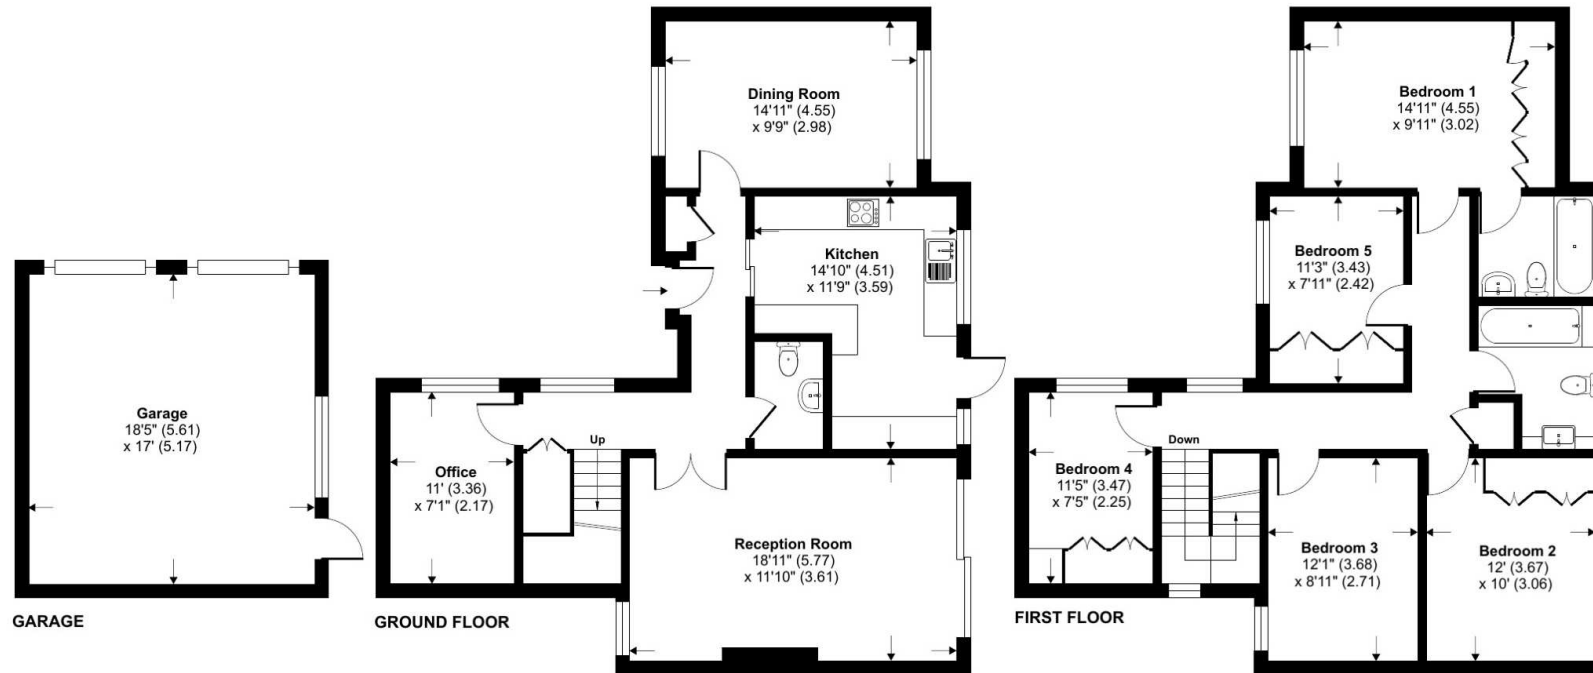 Garage
18'5" (5.61)
x 17' (5.17)
GARAGE
Dining Room
14'11" (4.55)
x 9'9" (2.98)
Kitchen
14'10" (4.51)
x 11'9" (3.59)
Up
Office
11' (3.36)
x 7'1" (2.17)
Reception Room
18'11" (5.77)
x 11'10" (3.61)
GROUND FLOOR
Bedroom 1
14'11" (4.55)
x 9'11" (3.02)
Bedroom 5
11'3" (3.43)
x 7'11" (2.42)
Down
Bedroom 4
11'5" (3.47)
x 7'5" (2.25)
Bedroom 3
12'1" (3.68)
x 8'11" (2.71)
Bedroom 2
12' (3.67)
x 10' (3.06)
FIRST FLOOR